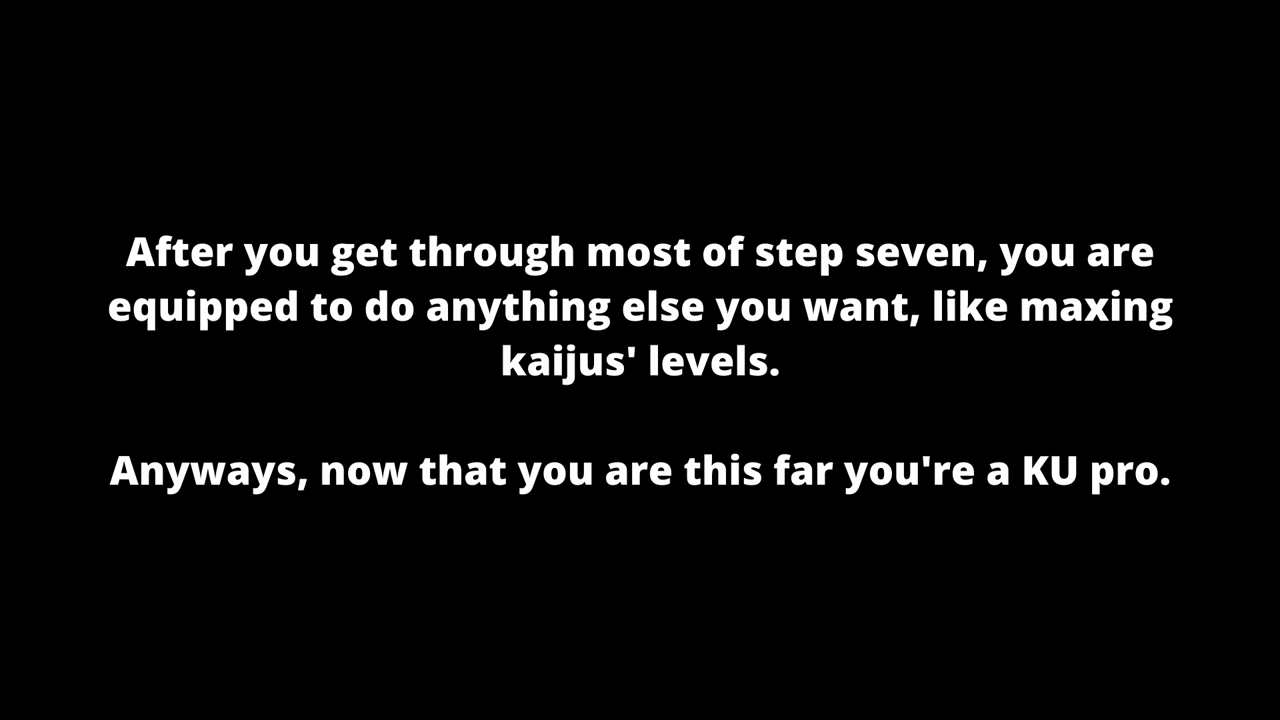 After you get through most of step seven, you are
equipped to do anything else you want, like maxing
kaijus' levels.
Anyways, now that you are this far you're a KU pro.